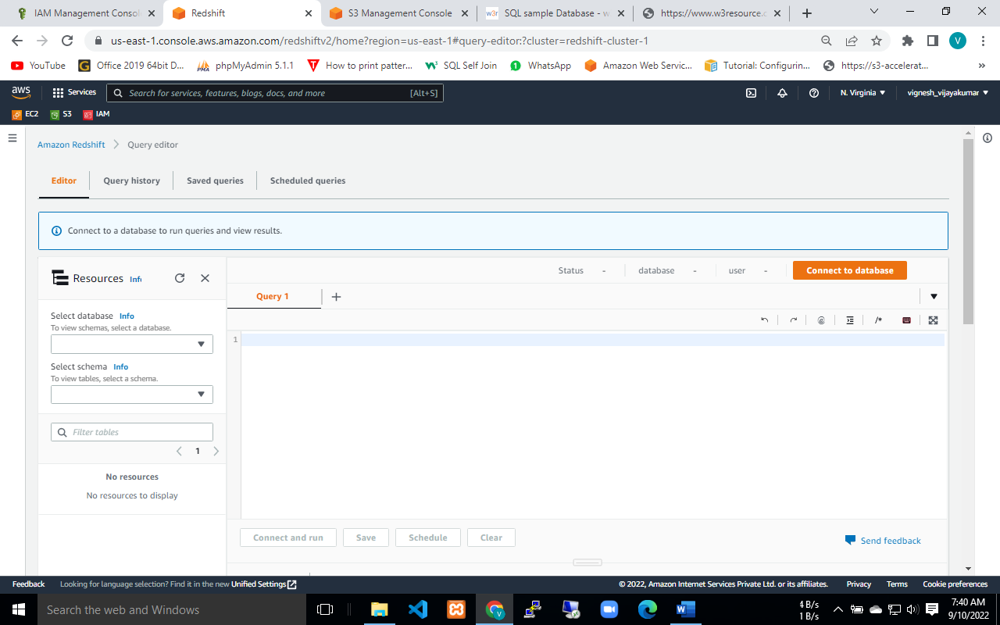 IAM Management Consol
Redshift
S3 Management Console
w3r
SQL sample Database - w
https://www.w3resource.c
us-east-1.console.aws.amazon.com/redshiftv2/home?region=us-east-1#query-editor:?cluster=redshift-cluster-1
V
YouTube
Office 2019 64bit D...
PMA
phpMyAdmin 5.1.1
How to print patter...
SQL Self Join
1
WhatsApp
Amazon Web Servic...
Tutorial: Configurin...
https://s3-accelerat...
»
aws
Services
Search for services, features, blogs, docs, and more
[Alt+S]
N. Virginia
vignesh_vijayakumar
EC2
S3
IAM
Amazon Redshift
Query editor
Editor
Query history
Saved queries
Scheduled queries
Connect to a database to run queries and view results.
Resources Info
Status -
database -
user -
Connect to database
Query 1
Select database Info
To view schemas, select a database.
Select schema Info
To view tables, select a schema.
@
/*
1
Filter tables
1
No resources
No resources to display
Connect and run
Save
Schedule
Clear
Send feedback
Feedback
Looking for language selection? Find it in the new Unified Settings
© 2022, Amazon Internet Services Private Ltd. or its affiliates.
Privacy
Terms
Cookie preferences
Search the web and Windows
V
4 B/s
1 B/s
7:40 AM
9/10/2022